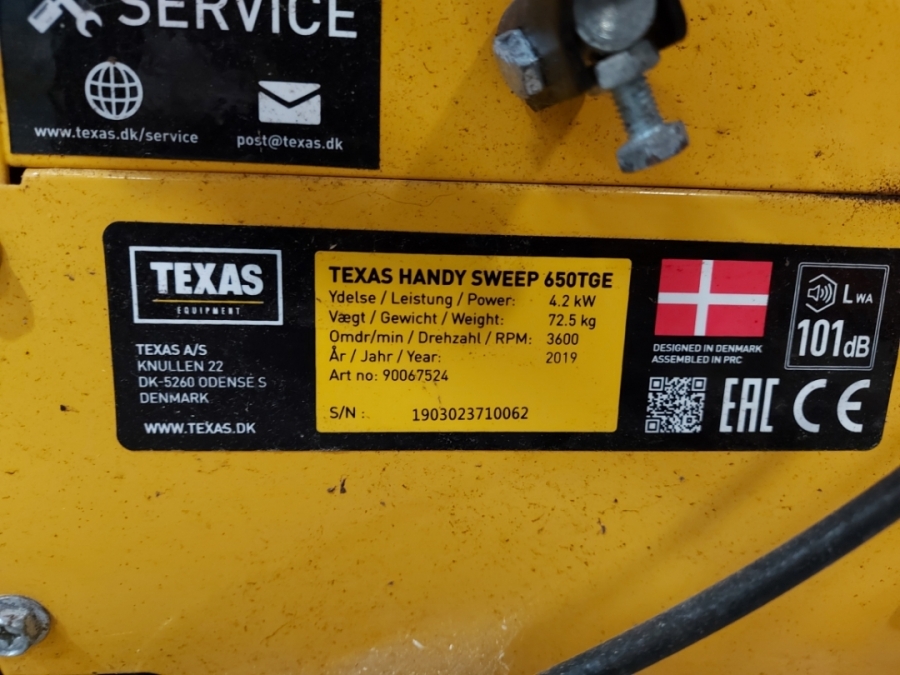 SERVICE
www.texas.dk/service
post@texas.dk
TEXAS
EQUIPMENT
TEXAS A/S
KNULLEN 22
DK-5260 ODENSE S
DENMARK
WWW.TEXAS.DK
TEXAS HANDY SWEEP 650TGE
Ydelse / Leistung / Power: 4.2 kW
Vægt / Gewicht / Weight: 72.5 kg
Omdr/min / Drehzahl / RPM: 3600
År / Jahr / Year: 2019
Art no: 90067524
S/N : 1903023710062
DESIGNED IN DENMARK
ASSEMBLED IN PRC
LWA
101dB
EAC CE